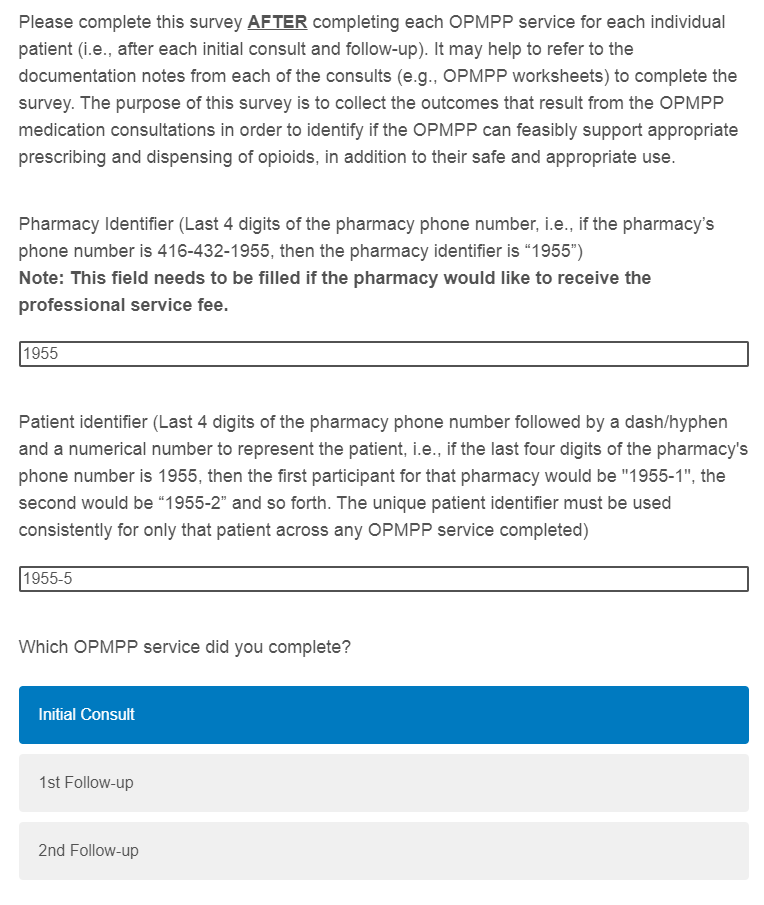 Please complete this survey AFTER completing each OPMPP service for each individual
patient (i.e., after each initial consult and follow-up). It may help to refer to the
documentation notes from each of the consults (e.g., OPMPP worksheets) to complete the
survey. The purpose of this survey is to collect the outcomes that result from the OPMPP
medication consultations in order to identify if the OPMPP can feasibly support appropriate
prescribing and dispensing of opioids, in addition to their safe and appropriate use.
Pharmacy Identifier (Last 4 digits of the pharmacy phone number, i.e., if the pharmacy’s
phone number is 416-432-1955, then the pharmacy identifier is “1955”)
Note: This field needs to be filled if the pharmacy would like to receive the
professional service fee.
1955
Patient identifier (Last 4 digits of the pharmacy phone number followed by a dash/hyphen
and a numerical number to represent the patient, i.e., if the last four digits of the pharmacy's
phone number is 1955, then the first participant for that pharmacy would be "1955-1", the
second would be “1955-2” and so forth. The unique patient identifier must be used
consistently for only that patient across any OPMPP service completed)
1955-5
Which OPMPP service did you complete?
Initial Consult
1st Follow-up
2nd Follow-up